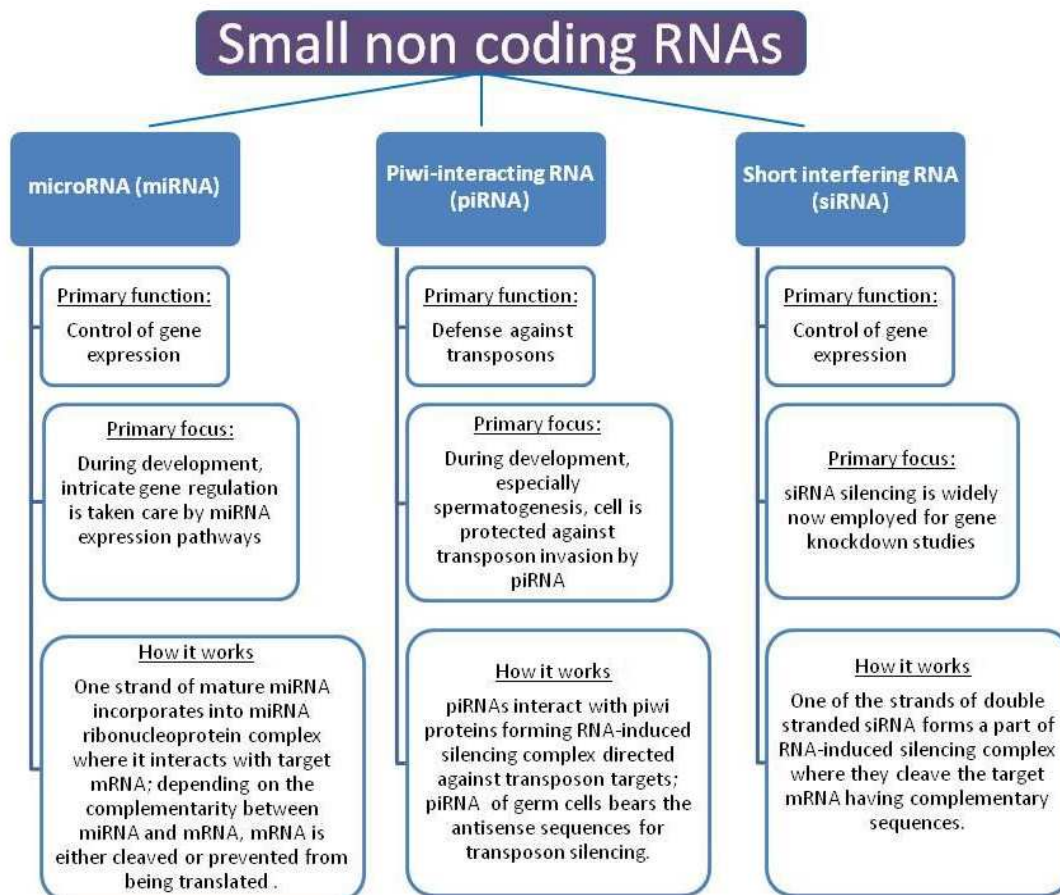 Small non coding RNAs
microRNA (miRNA)
Primary function:
Control of gene
expression
Primary focus:
During development,
intricate gene regulation
is taken care by miRNA
expression pathways
How it works
One strand of mature miRNA
incorporates into miRNA
ribonucleoprotein complex
where it interacts with target
mRNA; depending on the
complementarity between
miRNA and mRNA, mRNA is
either cleaved or prevented from
being translated .
Piwi-interacting RNA
(piRNA)
Primary function:
Defense against
transposons
Primary focus:
During development,
especially
spermatogenesis, cell is
protected against
transposon invasion by
piRNA
How it works
piRNAs interact with piwi
proteins forming RNA-induced
silencing complex directed
against transposon targets;
piRNA of germ cells bears the
antisense sequences for
transposon silencing.
Short interfering RNA
(siRNA)
Primary function:
Control of gene
expression
Primary focus:
siRNA silencing is widely
now employed for gene
knockdown studies
How it works
One of the strands of double
stranded siRNA forms a part of
RNA-induced silencing complex
where they cleave the target
mRNA having complementary
sequences.